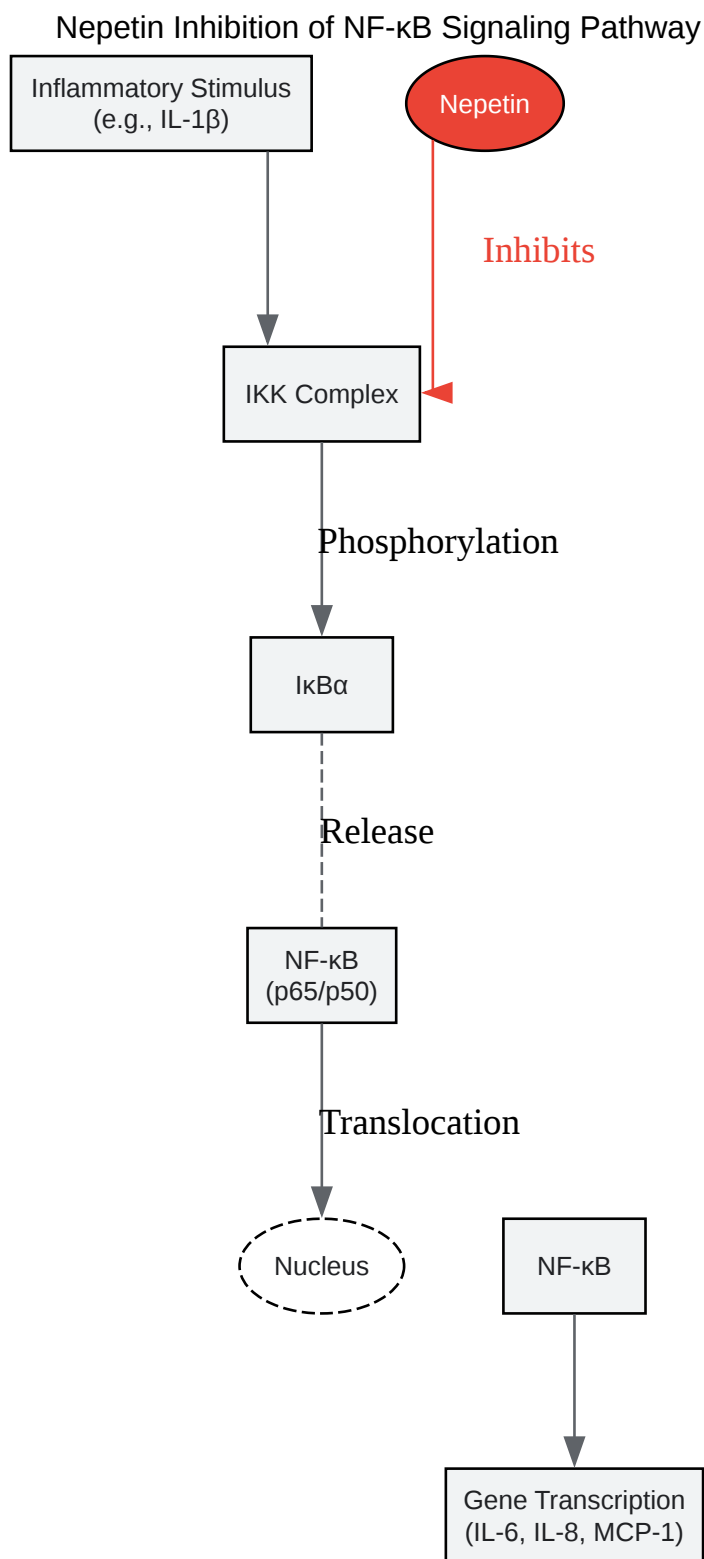 Nepetin Inhibition of NF-κB Signaling Pathway
Inflammatory Stimulus
(e.g., IL-1β)
Nepetin
Inhibits
IKK Complex
Phosphorylation
IκBα
Release
NF-κB
(p65/p50)
Translocation
Nucleus
NF-κB
Gene Transcription
(IL-6, IL-8, MCP-1)